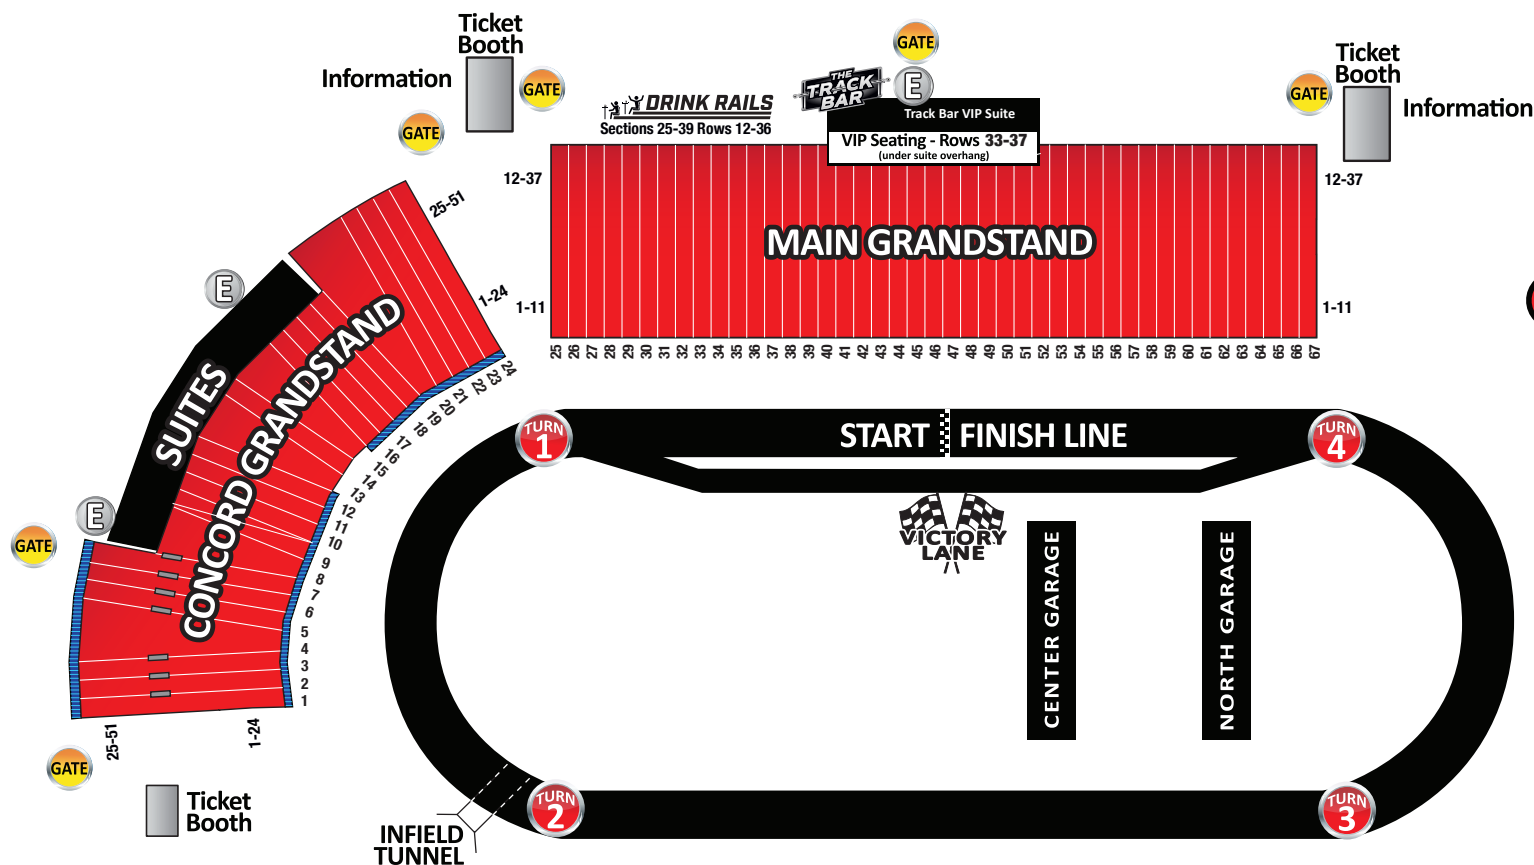 Ticket
Booth
Information
GATE
GATE
GATE
E
THE
TRACK
BAR
DRINK RAILS
Sections 25-39 Rows 12-36
Track Bar VIP Suite
VIP Seating - Rows 33-37
(under suite overhang)
GATE
Ticket
Booth
Information
12-37
12-37
MAIN GRANDSTAND
1-11
1-11
25 26 27 28 29 30 31 32 33 34 35 36 37 38 39 40 41 42 43 44 45 46 47 48 49 50 51 52 53 54 55 56 57 58 59 60 61 62 63 64 65 66 67
25-51
1-24
E
SUITES
CONCORD GRANDSTAND
E
GATE
24
23
22
21
20
19
18
17
16
15
14
13
12
11
10
9
8
7
6
5
4
3
2
1
25-51
1-24
GATE
Ticket
Booth
TURN
1
START FINISH LINE
TURN
4
VICTORY
LANE
CENTER GARAGE
NORTH GARAGE
TURN
2
TURN
3
INFIELD
TUNNEL